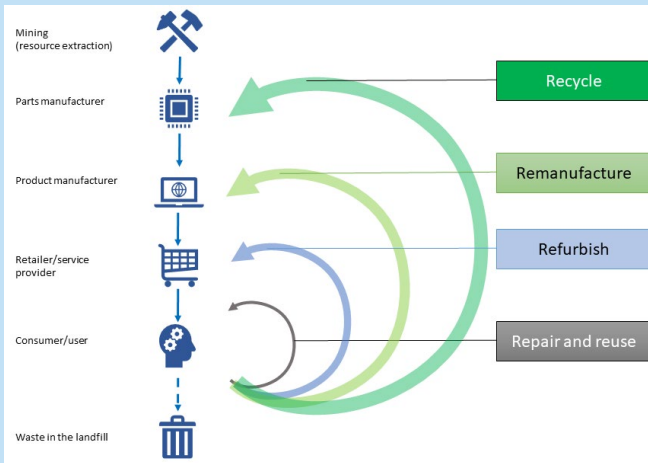 Mining
(resource extraction)
Parts manufacturer
Product manufacturer
Retailer/service
provider
Consumer/user
Waste in the landfill
Recycle
Remanufacture
Refurbish
Repair and reuse